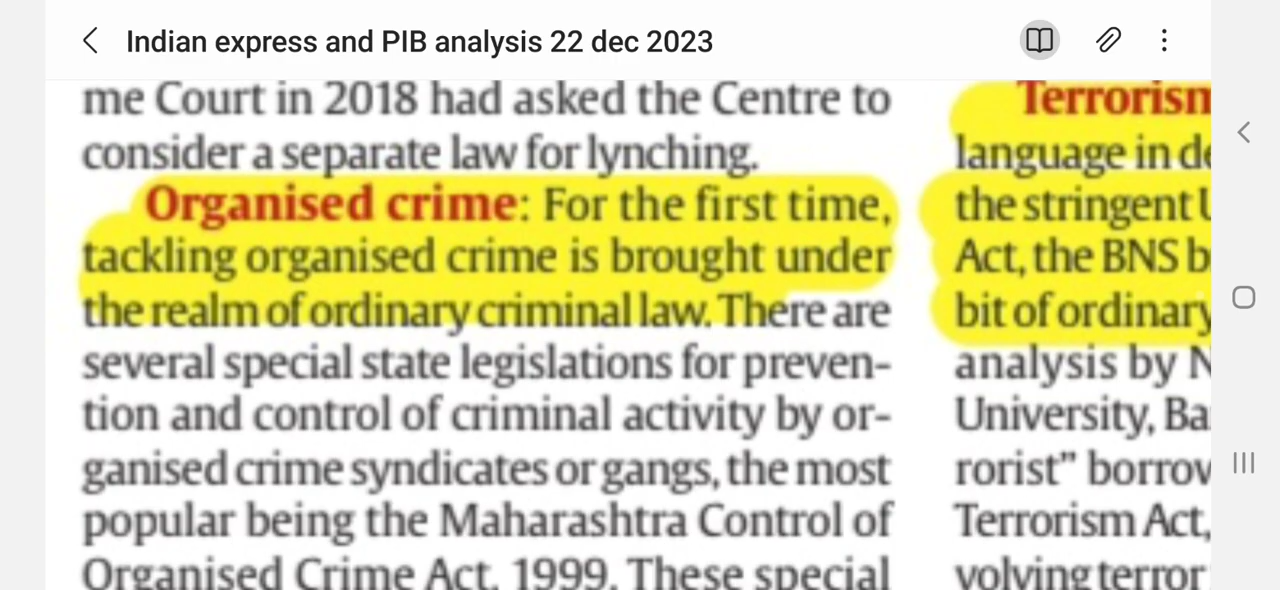 Indian express and PIB analysis 22 dec 2023
me Court in 2018 had asked the Centre to
consider a separate law for lynching.
Organised crime: For the first time,
tackling organised crime is brought under
the realm of ordinary criminal law. There are
several special state legislations for preven-
tion and control of criminal activity by or-
ganised crime syndicates or gangs, the most
popular being the Maharashtra Control of
Organised Crime Act, 1999. These special
language in
the stringent
Act, the BNS
bit of ordinary
analysis by
University,
rorist” borrow
Terrorism Act,
volving terror